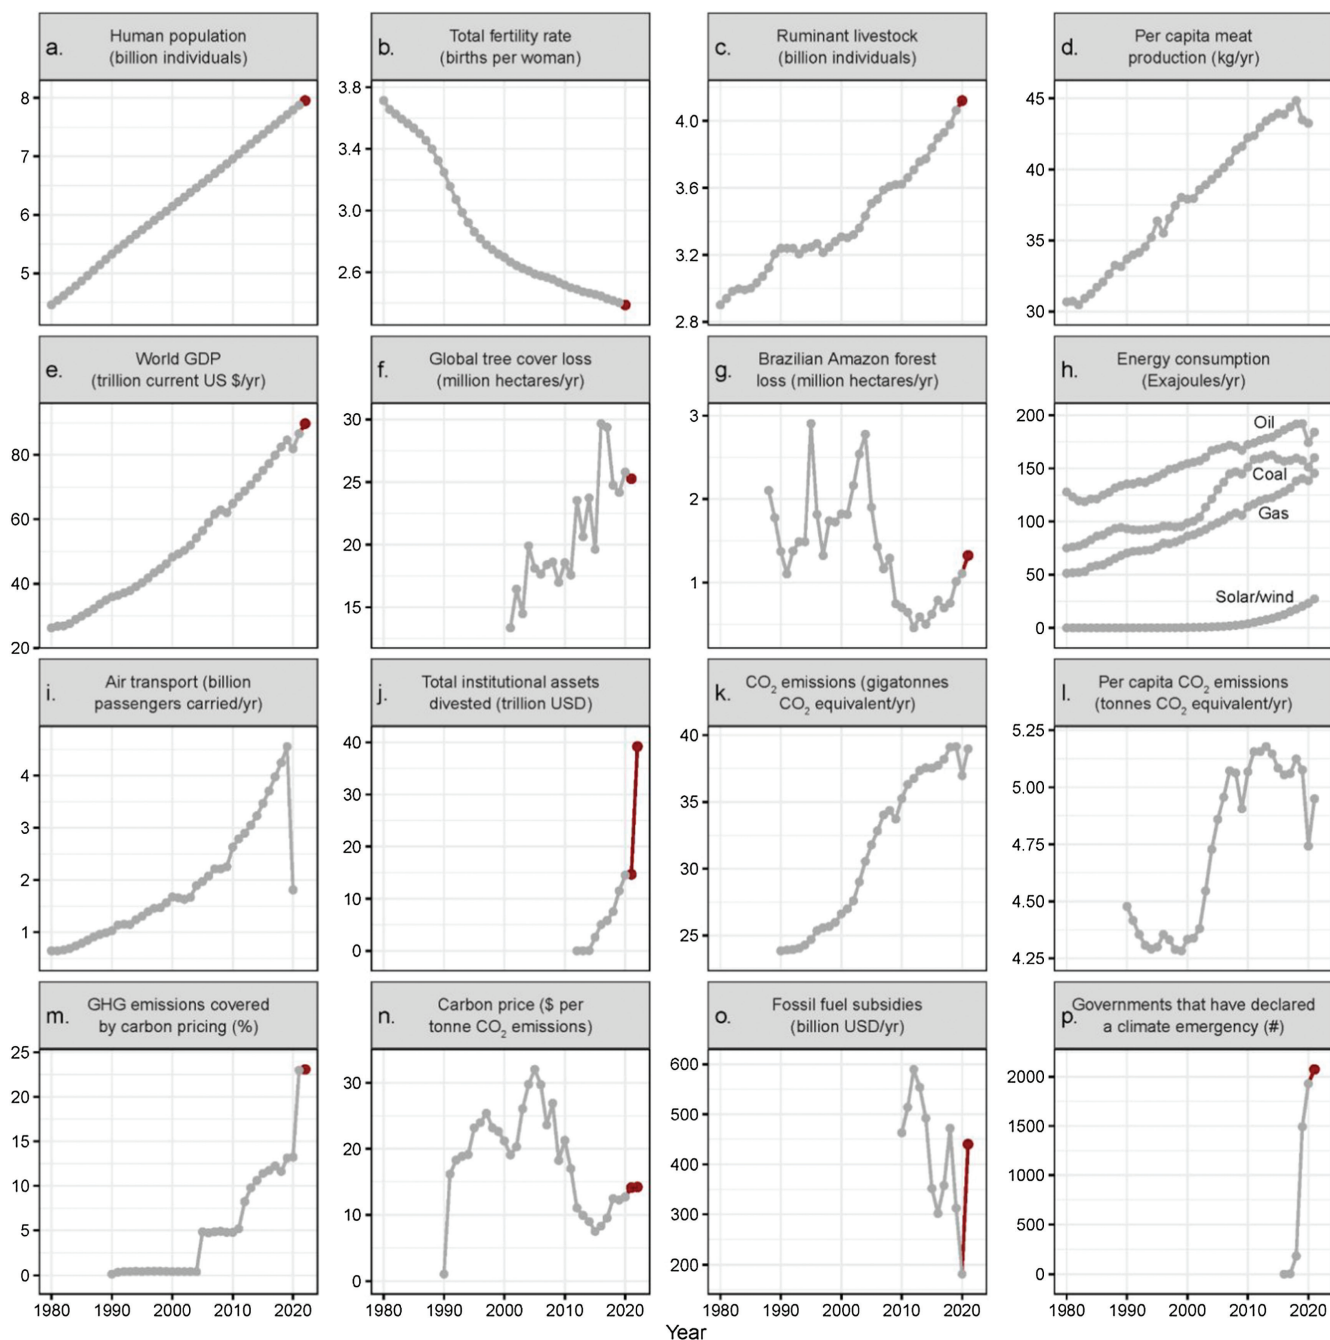 a. Human population
(billion individuals)
8
7
6
5
b. Total fertility rate
(births per woman)
3.8
3.4
3.0
2.6
c. Ruminant livestock
(billion individuals)
4.0
3.6
3.2
2.8
d. Per capita meat
production (kg/yr)
45
40
35
30
e. World GDP
(trillion current US $/yr)
80
60
40
20
f. Global tree cover loss
(million hectares/yr)
30
25
20
15
g. Brazilian Amazon forest
loss (million hectares/yr)
3
2
1
h. Energy consumption
(Exajoules/yr)
200
150
100
50
0
Oil
Coal
Gas
Solar/wind
i. Air transport (billion
passengers carried/yr)
4
3
2
1
j. Total institutional assets
divested (trillion USD)
40
30
20
10
0
k. CO2 emissions (gigatonnes
CO2 equivalent/yr)
40
35
30
25
l. Per capita CO2 emissions
(tonnes CO2 equivalent/yr)
5.25
5.00
4.75
4.50
4.25
m. GHG emissions covered
by carbon pricing (%)
25
20
15
10
5
0
1980 1990 2000 2010 2020
n. Carbon price ($ per
tonne CO2 emissions)
30
20
10
0
1980 1990 2000 2010 2020
o. Fossil fuel subsidies
(billion USD/yr)
600
500
400
300
200
1980 1990 2000 2010 2020
p. Governments that have declared
a climate emergency (#)
2000
1500
1000
500
0
1980 1990 2000 2010 2020
Year